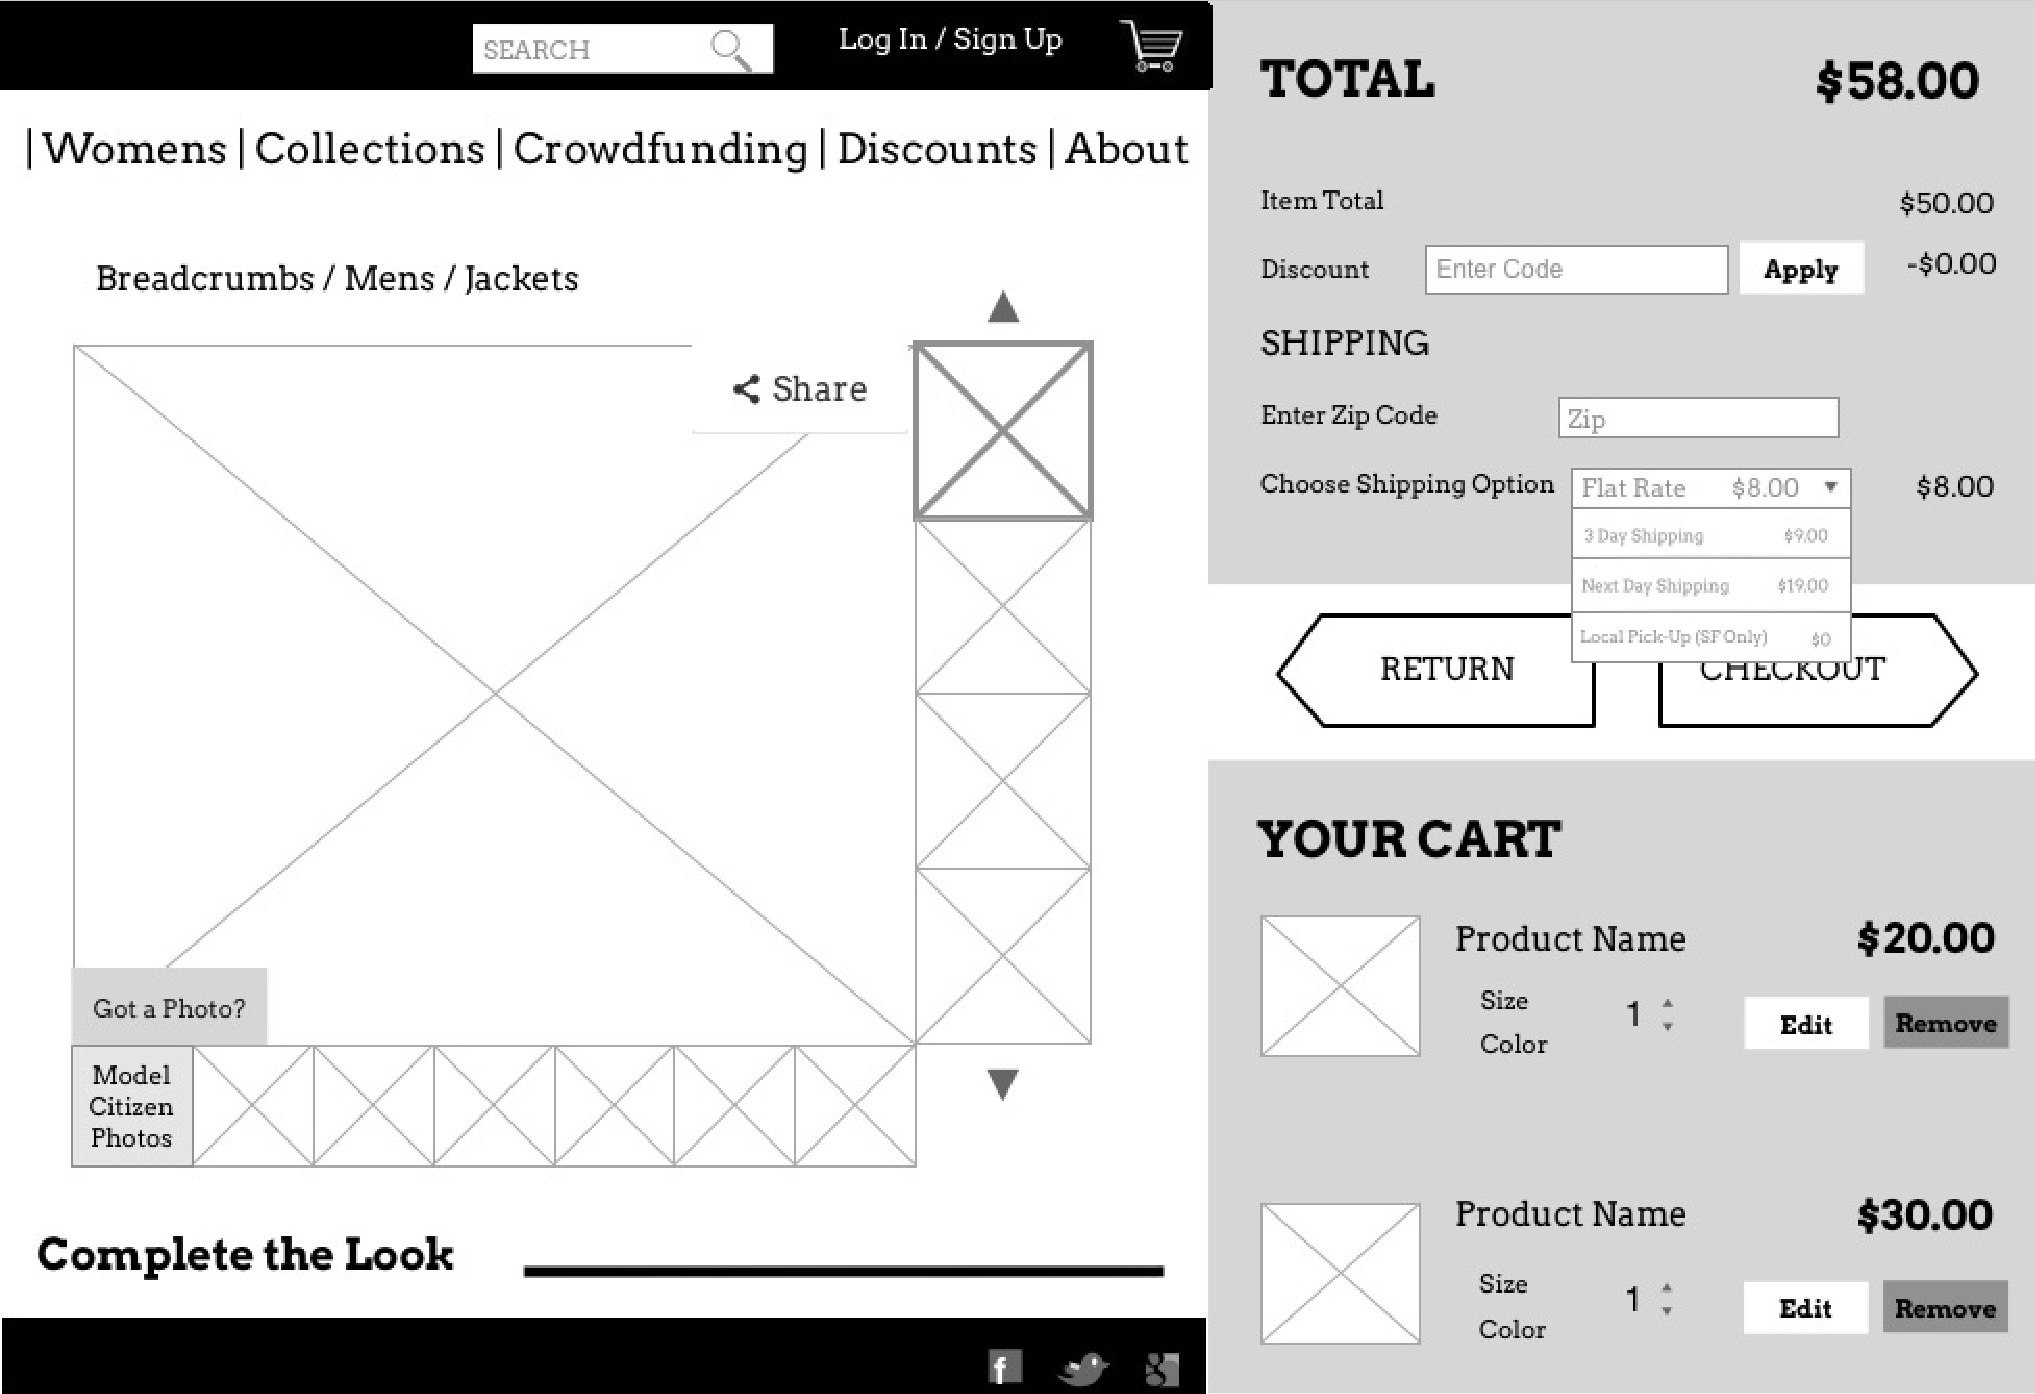 SEARCH
Log In / Sign Up
| Womens | Collections | Crowdfunding | Discounts | About
Breadcrumbs / Mens / Jackets
Share
Got a Photo?
Model
Citizen
Photos
Complete the Look
f
g
TOTAL $58.00
Item Total $50.00
Discount Enter Code Apply -$0.00
SHIPPING
Enter Zip Code Zip
Choose Shipping Option Flat Rate $8.00 $8.00
3 Day Shipping $9.00
Next Day Shipping $19.00
Local Pick-Up (SF Only) $0
RETURN CHECKOUT
YOUR CART
Product Name $20.00
Size 1 Edit Remove
Color
Product Name $30.00
Size 1 Edit Remove
Color